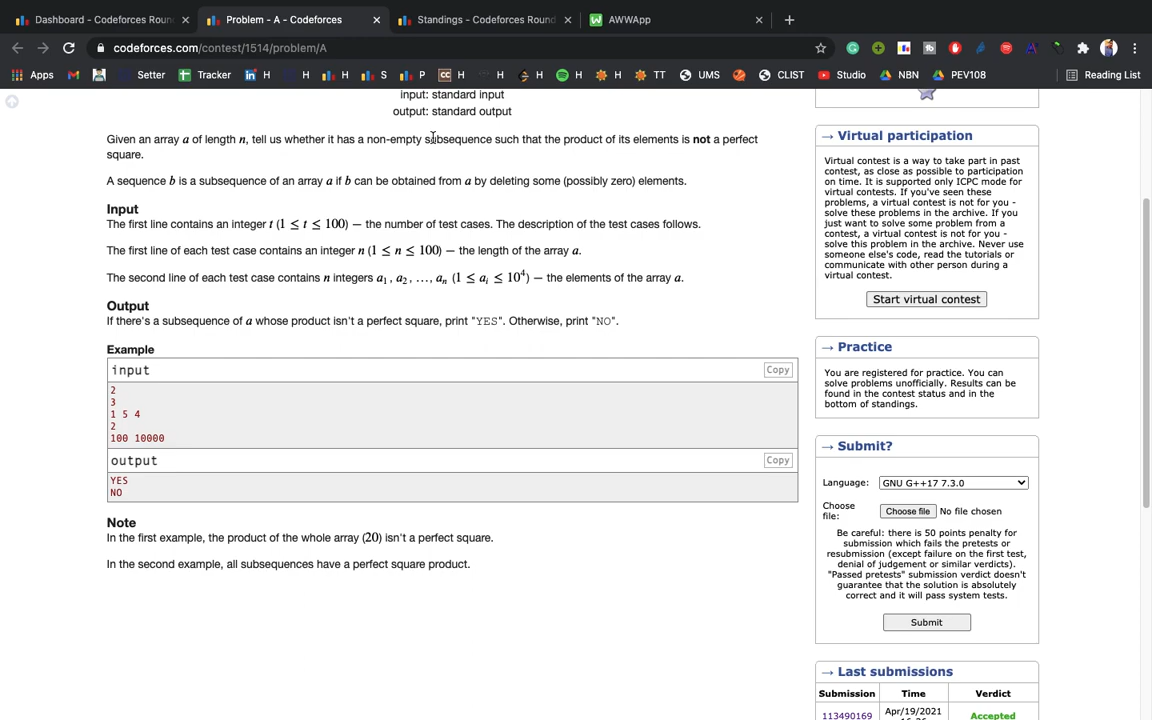 Dashboard - Codeforces Roun
Problem - A - Codeforces
Standings - Codeforces Round
AWWApp
codeforces.com/contest/1514/problem/A
Apps
Setter
Tracker
H
H
H
S
P
H
H
H
H
H
TT
UMS
CLIST
Studio
NBN
PEV108
Reading List
input: standard input
output: standard output
Given an array a of length n, tell us whether it has a non-empty subsequence such that the product of its elements is not a perfect
square.
A sequence b is a subsequence of an array a if b can be obtained from a by deleting some (possibly zero) elements.
Input
The first line contains an integer t (1 ≤ t ≤ 100) — the number of test cases. The description of the test cases follows.
The first line of each test case contains an integer n (1 ≤ n ≤ 100) — the length of the array a.
The second line of each test case contains n integers a1, a2, …, an (1 ≤ ai ≤ 10^4) — the elements of the array a.
Output
If there's a subsequence of a whose product isn't a perfect square, print "YES". Otherwise, print "NO".
Example
input
Copy
2
3
1 5 4
2
100 10000
output
Copy
YES
NO
Note
In the first example, the product of the whole array (20) isn't a perfect square.
In the second example, all subsequences have a perfect square product.
→ Virtual participation
Virtual contest is a way to take part in past
contest, as close as possible to participation
on time. It is supported only ICPC mode for
virtual contests. If you've seen these
problems, a virtual contest is not for you -
solve these problems in the archive. If you
just want to solve some problem from a
contest, a virtual contest is not for you -
solve this problem in the archive. Never use
someone else's code, read the tutorials or
communicate with other person during a
virtual contest.
Start virtual contest
→ Practice
You are registered for practice. You can
solve problems unofficially. Results can be
found in the contest status and in the
bottom of standings.
→ Submit?
Language:
GNU G++17 7.3.0
Choose
file:
Choose file
No file chosen
Be careful: there is 50 points penalty for
submission which fails the pretests or
resubmission (except failure on the first test,
denial of judgement or similar verdicts).
"Passed pretests" submission verdict doesn't
guarantee that the solution is absolutely
correct and it will pass system tests.
Submit
→ Last submissions
Submission
Time
Verdict
113490169
Apr/19/2021
Accepted